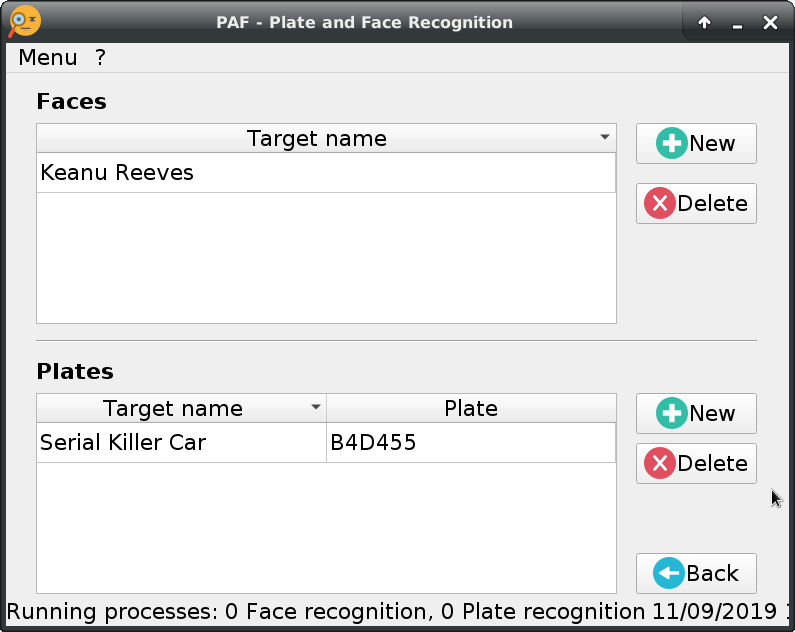 PAF - Plate and Face Recognition
Menu ?
Faces
Target name
New
Keanu Reeves
Delete
Plates
Target name Plate
New
Serial Killer Car B4D455
Delete
Back
Running processes: 0 Face recognition, 0 Plate recognition 11/09/2019